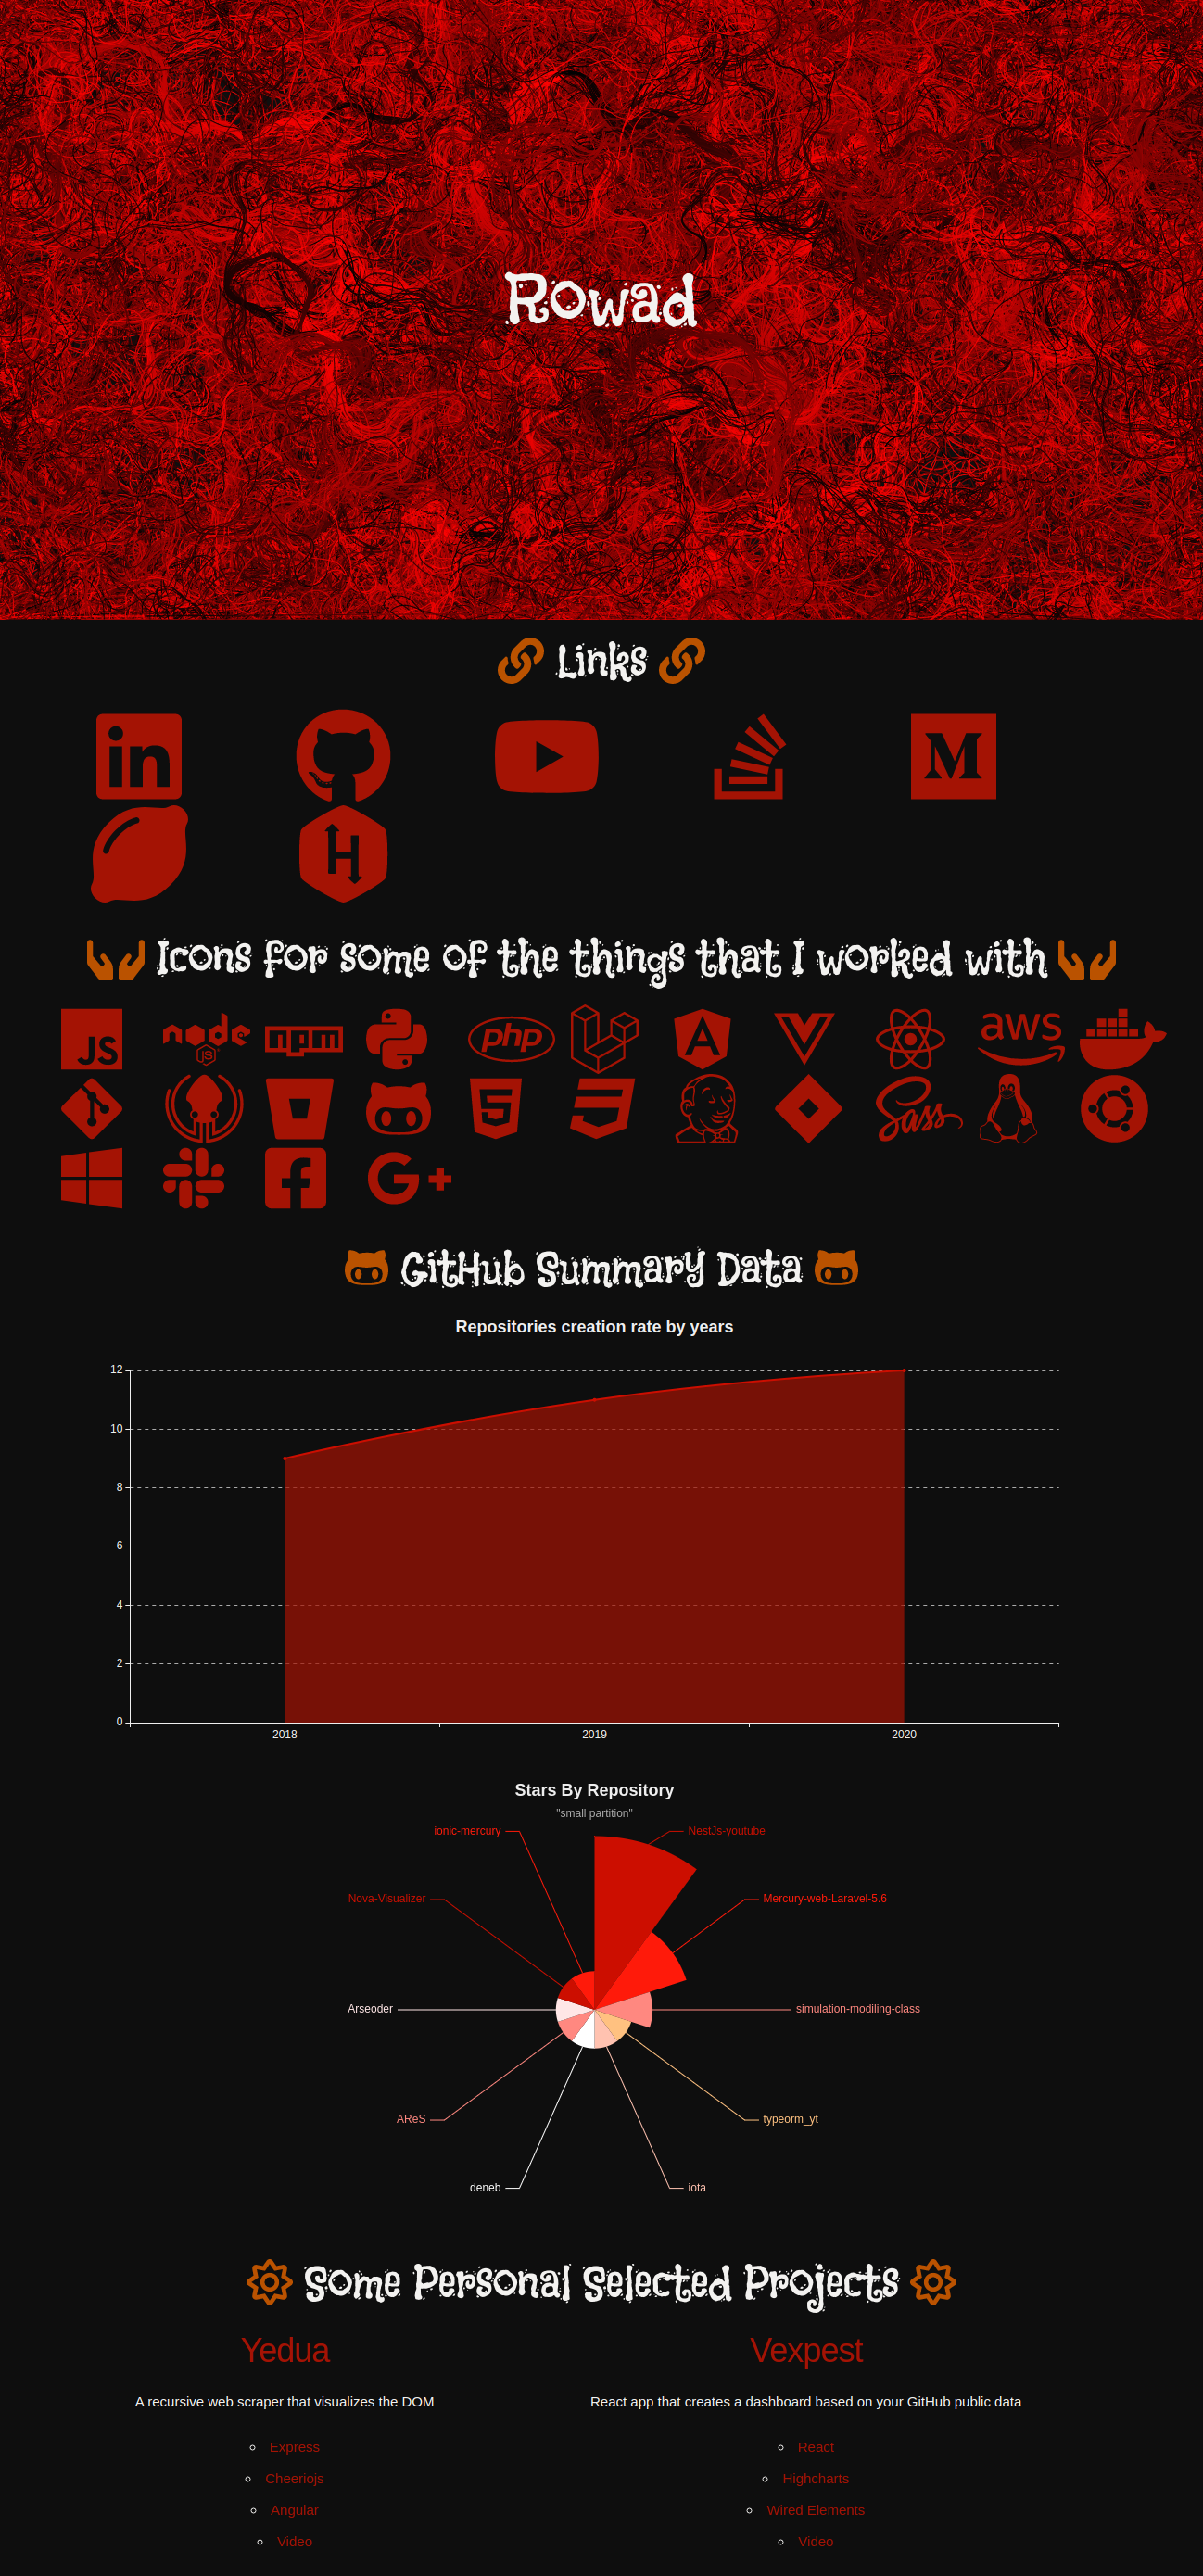 Rowad
Links
in
M
H
Icons for some of the things that I worked with
JS
node
JS
npm
php
A
aws
5
Sass
G+
GitHub Summary Data
Repositories creation rate by years
12
10
8
6
4
2
0
2018
2019
2020
Stars By Repository
"small partition"
ionic-mercury
NestJs-youtube
Nova-Visualizer
Mercury-web-Laravel-5.6
Arseoder
simulation-modiling-class
AReS
typeorm_yt
deneb
iota
Some Personal Selected Projects
Yedua
Vexpest
A recursive web scraper that visualizes the DOM
React app that creates a dashboard based on your GitHub public data
Express
React
Cheeriojs
Highcharts
Angular
Wired Elements
Video
Video